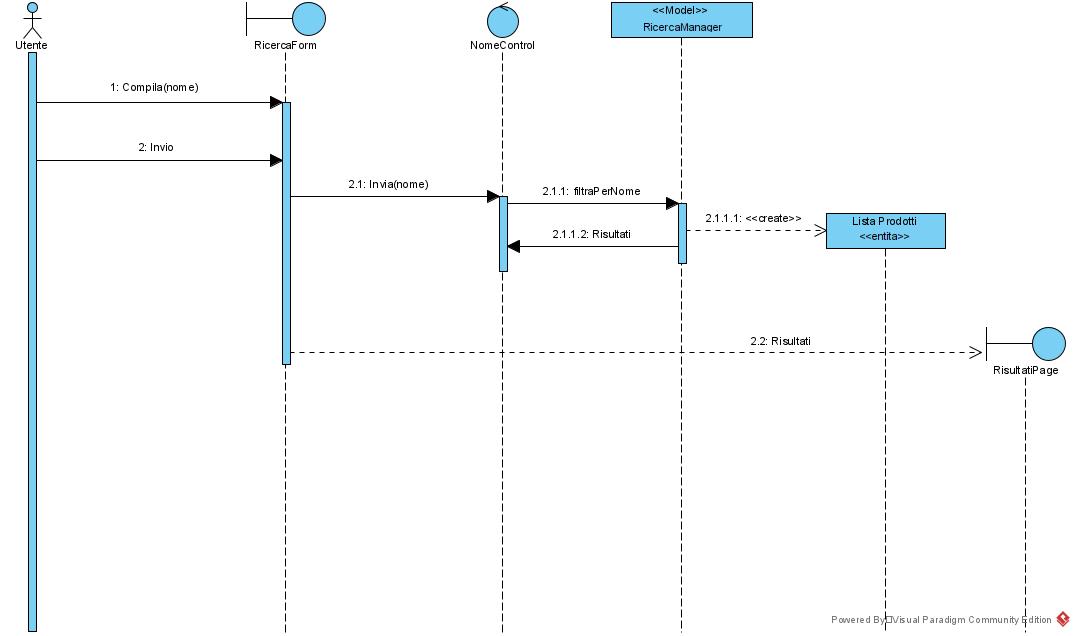 <<Model>>
RicercaManager
Utente
RicercaForm
NomeControl
1: Compila(nome)
2: Invio
2.1: Invia(nome)
2.1.1: filtraPerNome
2.1.1.1: <<create>>
Lista Prodotti
<<entita>>
2.1.1.2: Risultati
2.2: Risultati
RisultatiPage
Powered By Visual Paradigm Community Edition